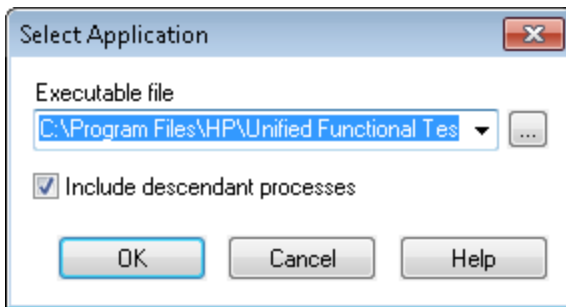 Select Application
Executable file
C:\Program Files\HP\Unified Functional Tes
...
Include descendant processes
OK Cancel Help